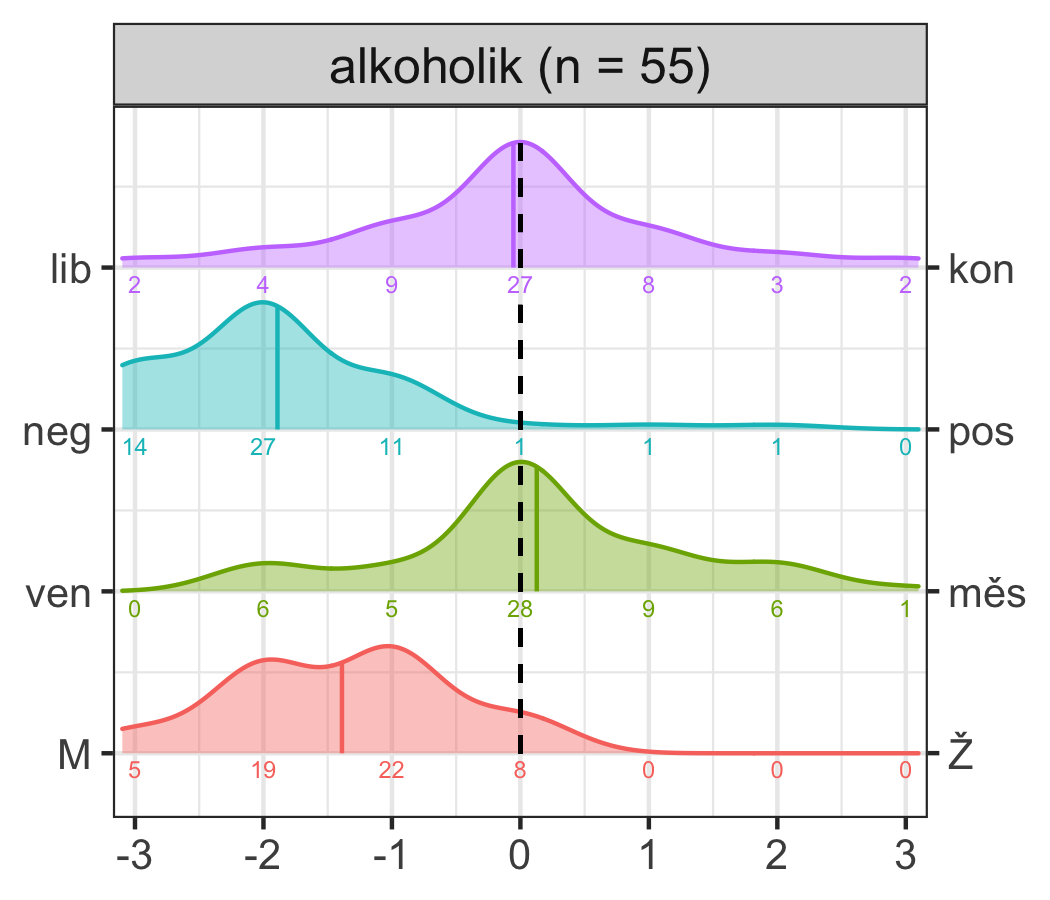 alkoholik (n = 55)
lib kon
2 4 9 27 8 3 2
neg pos
14 27 11 1 1 1 0
ven měs
0 6 5 28 9 6 1
M Ž
5 19 22 8 0 0 0
-3 -2 -1 0 1 2 3